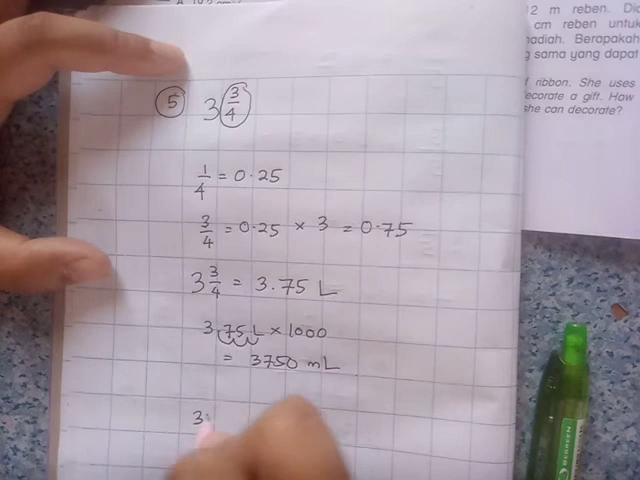 5 3 3/4
1/4 = 0.25
3/4 = 0.25 × 3 = 0.75
3 3/4 = 3.75 L
3.75 L × 1000
= 3750 mL
3
2 m reben.
cm reben untuk
hadiah. Berapakah
sama yang dapat
ribbon. She uses
decorate a gift. How
she can decorate?